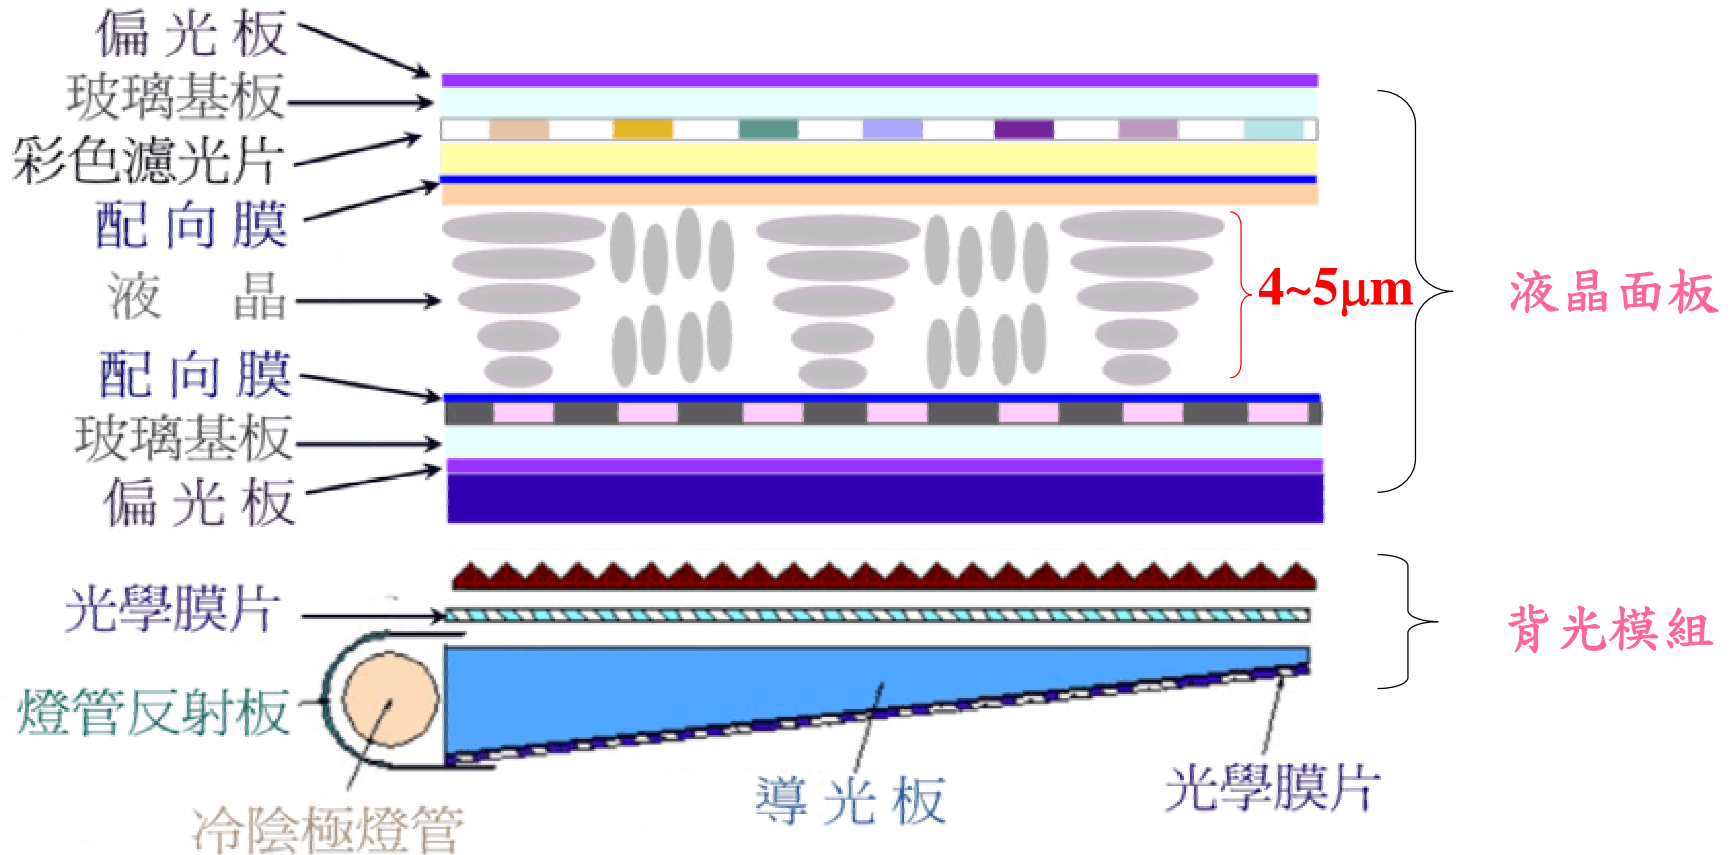 偏光板
玻璃基板
彩色濾光片
配向膜
液晶
4~5μm
液晶面板
配向膜
玻璃基板
偏光板
光學膜片
背光模組
燈管反射板
冷陰極燈管
導光板
光學膜片